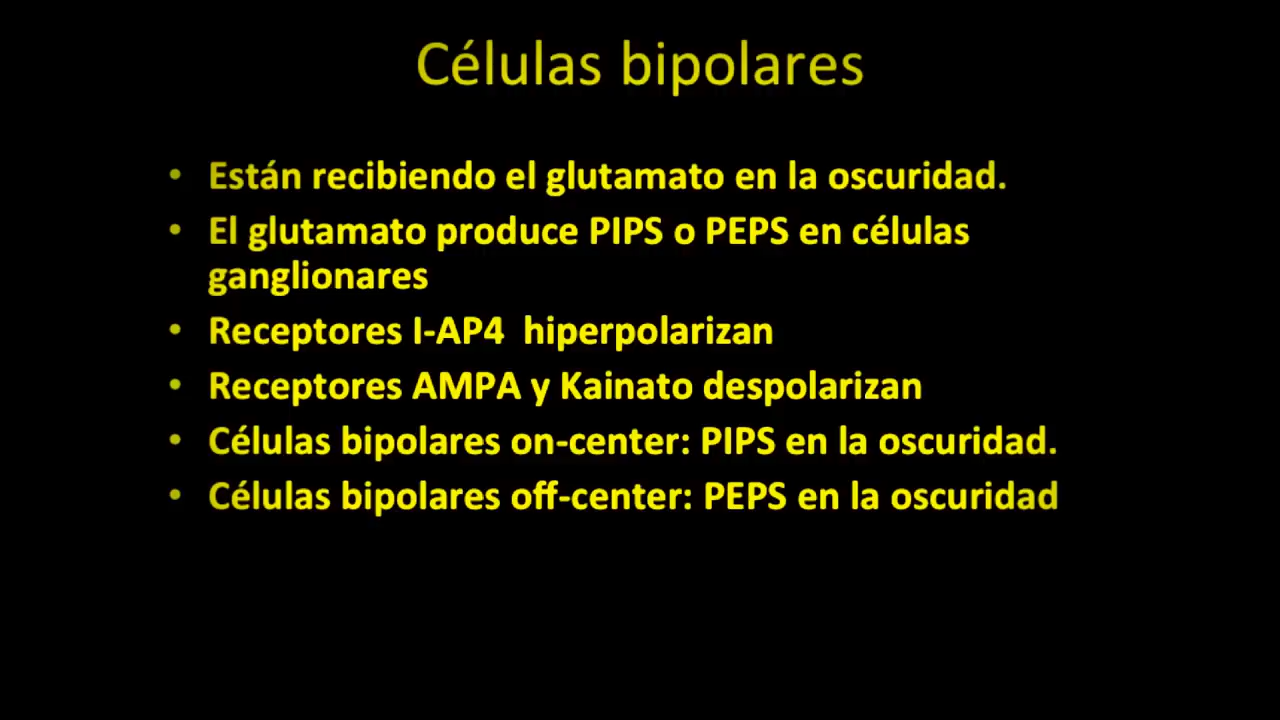 Células bipolares
• Están recibiendo el glutamato en la oscuridad.
• El glutamato produce PIPS o PEPS en células
ganglionares
• Receptores I-AP4  hiperpolarizan
• Receptores AMPA y Kainato despolarizan
• Células bipolares on-center: PIPS en la oscuridad.
• Células bipolares off-center: PEPS en la oscuridad